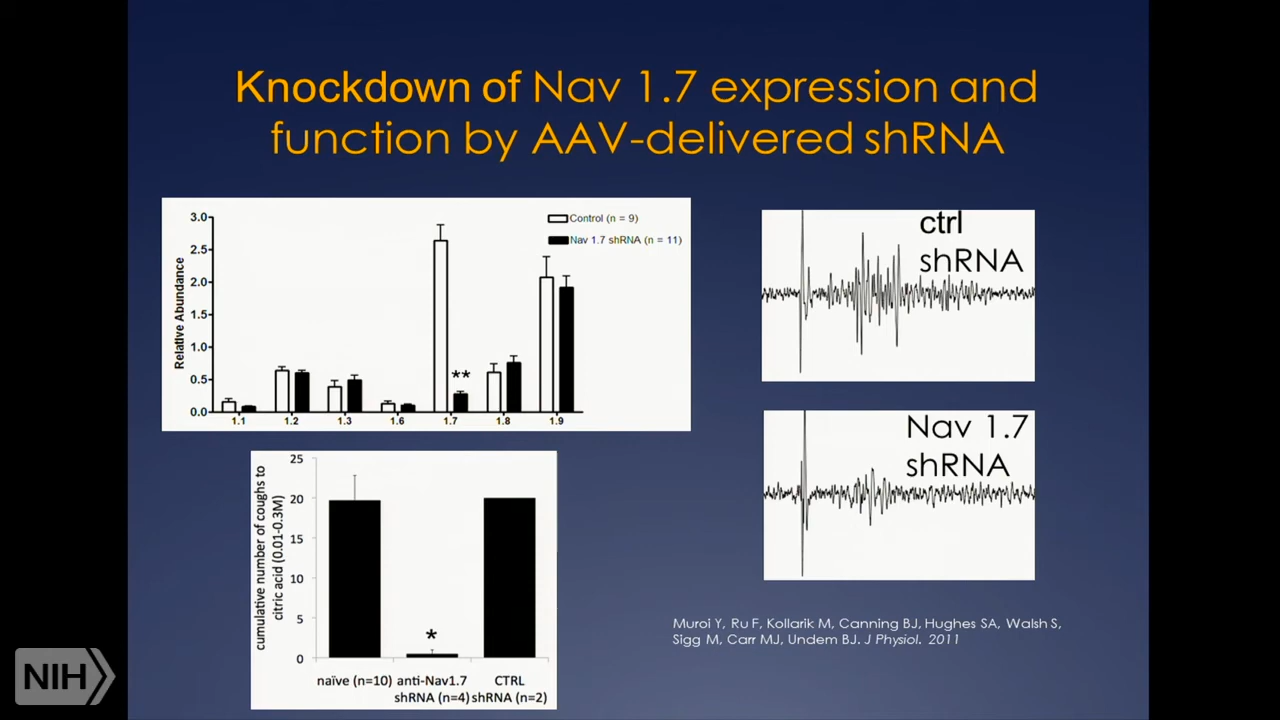 Knockdown of Nav 1.7 expression and
function by AAV-delivered shRNA
Control (n = 9)
Nav 1.7 shRNA (n = 11)
Relative Abundance
3.0
2.5
2.0
1.5
1.0
0.5
0.0
**
1.1 1.2 1.3 1.6 1.7 1.8 1.9
ctrl
shRNA
Nav 1.7
shRNA
cumulative number of coughs to
citric acid (0.01-0.3M)
25
20
15
10
5
0
*
naïve (n=10) anti-Nav1.7 CTRL
shRNA (n=4) shRNA (n=2)
Muroi Y, Ru F, Kollarik M, Canning BJ, Hughes SA, Walsh S,
Sigg M, Carr MJ, Undem BJ. J Physiol. 2011
NIH